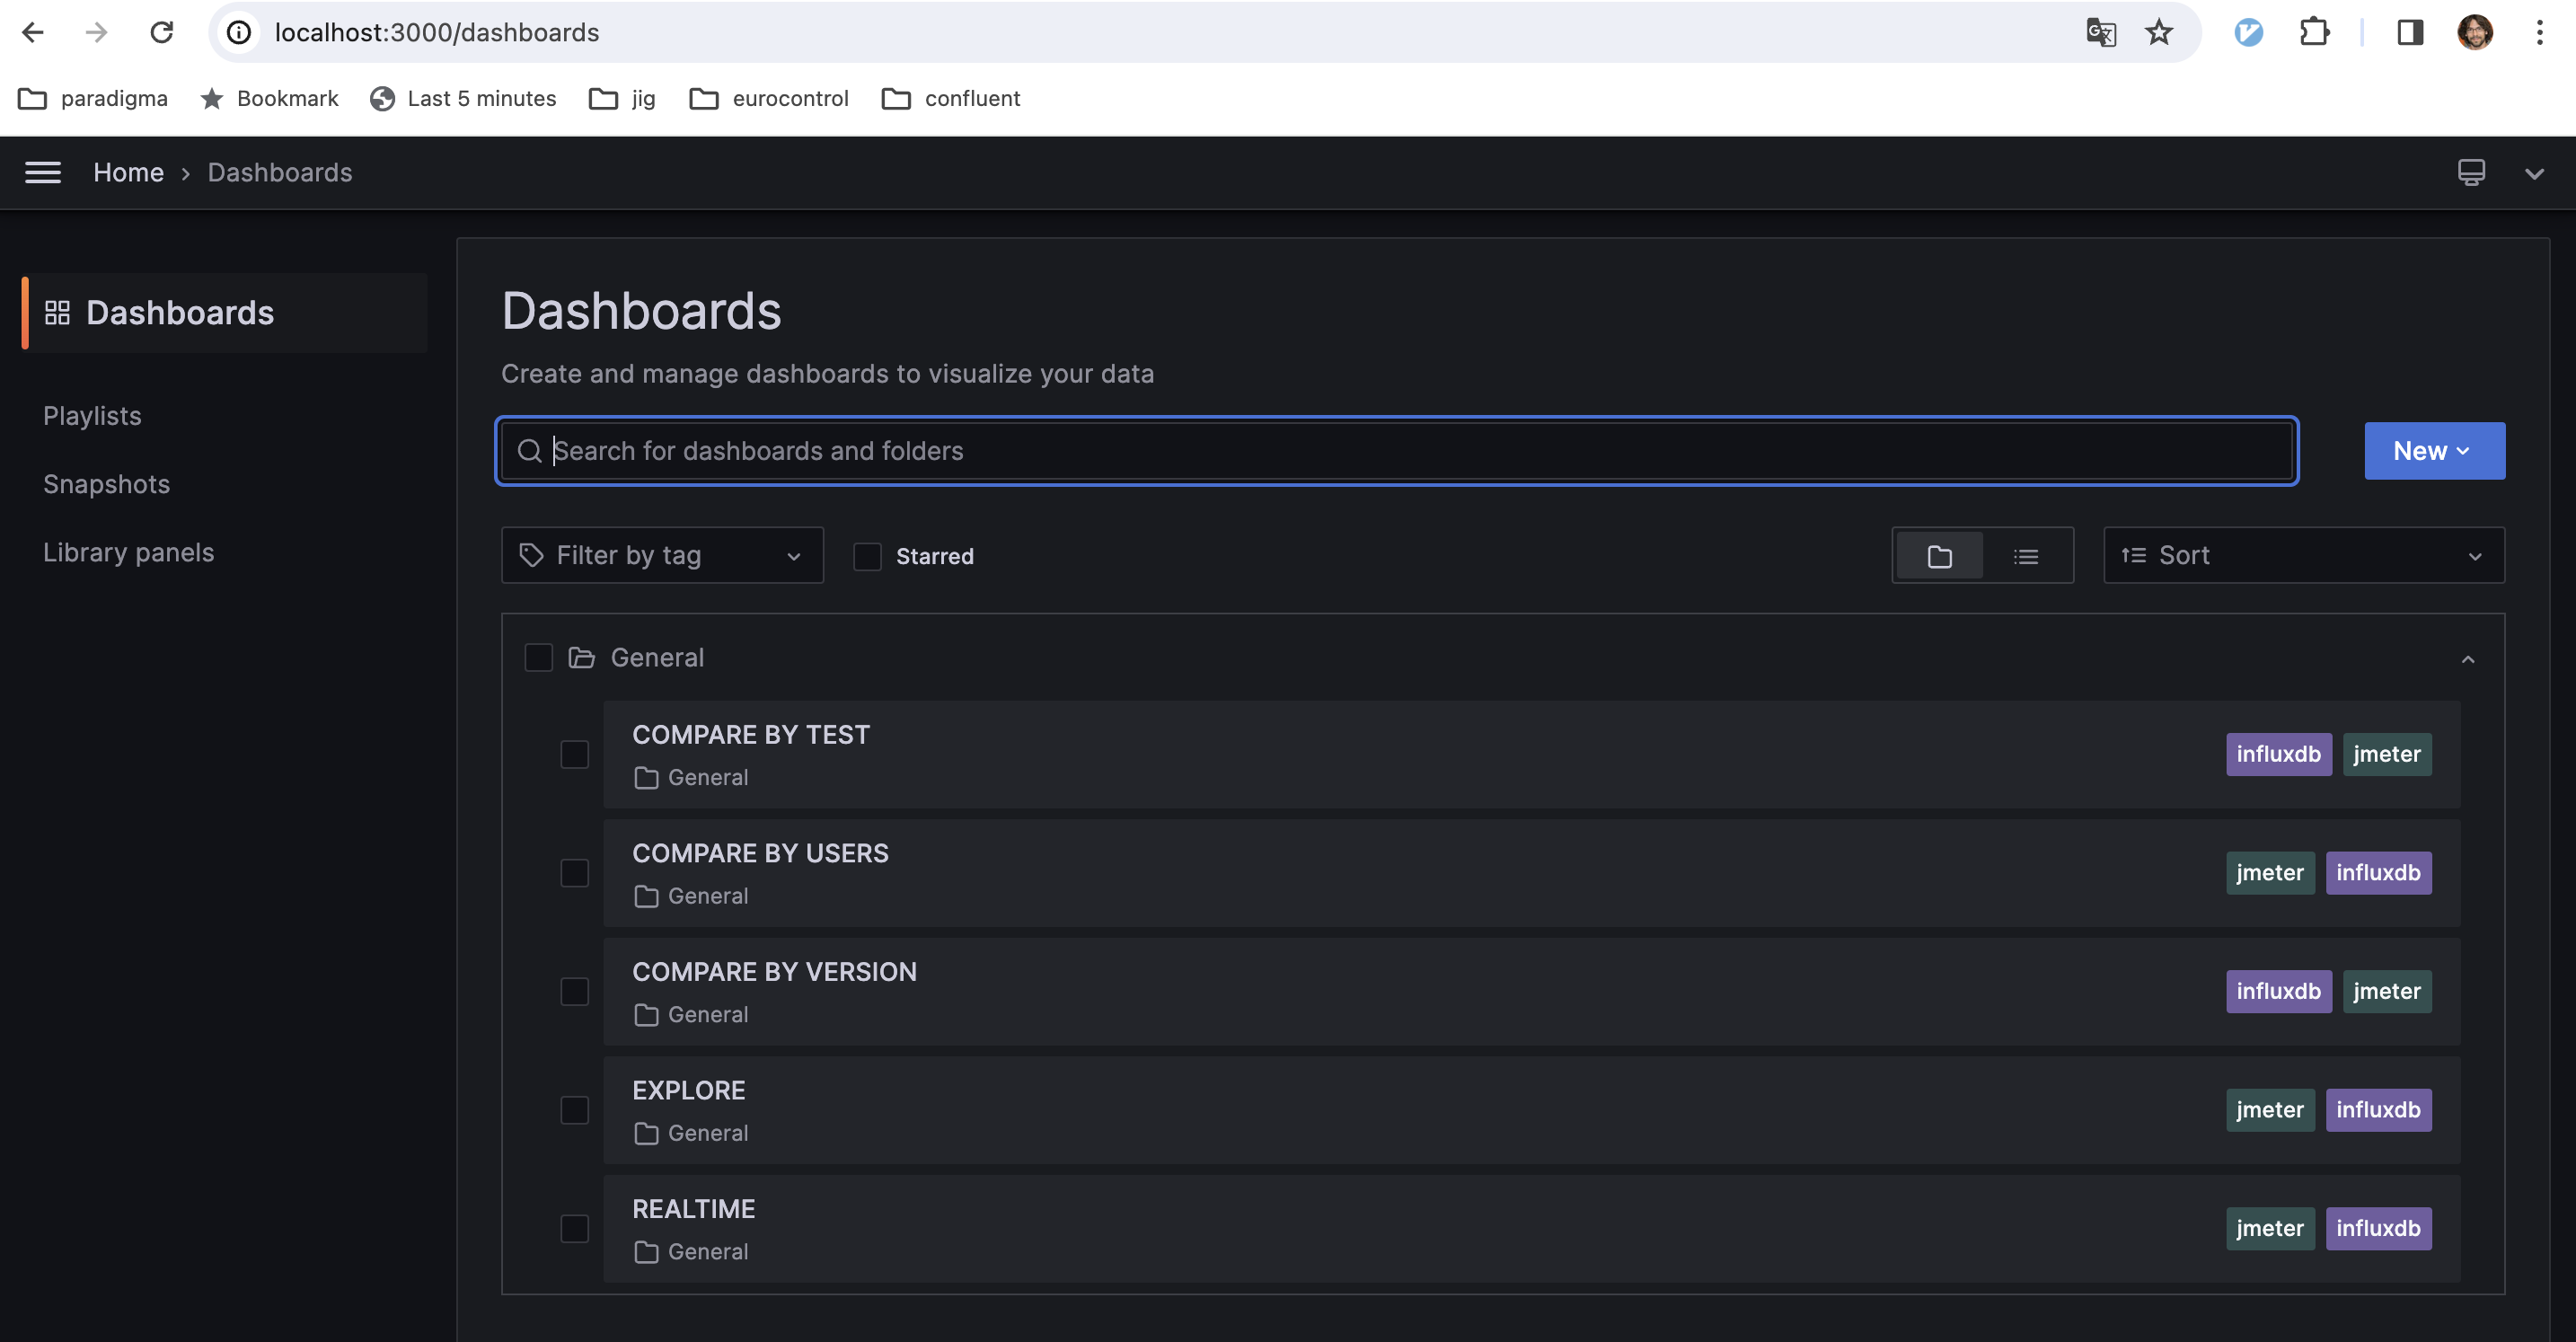 localhost:3000/dashboards
paradigma Bookmark Last 5 minutes jig eurocontrol confluent
Home › Dashboards
Dashboards
Playlists
Snapshots
Library panels
Dashboards
Create and manage dashboards to visualize your data
Search for dashboards and folders
New
Filter by tag Starred Sort
General
COMPARE BY TEST
General
influxdb jmeter
COMPARE BY USERS
General
jmeter influxdb
COMPARE BY VERSION
General
influxdb jmeter
EXPLORE
General
jmeter influxdb
REALTIME
General
jmeter influxdb